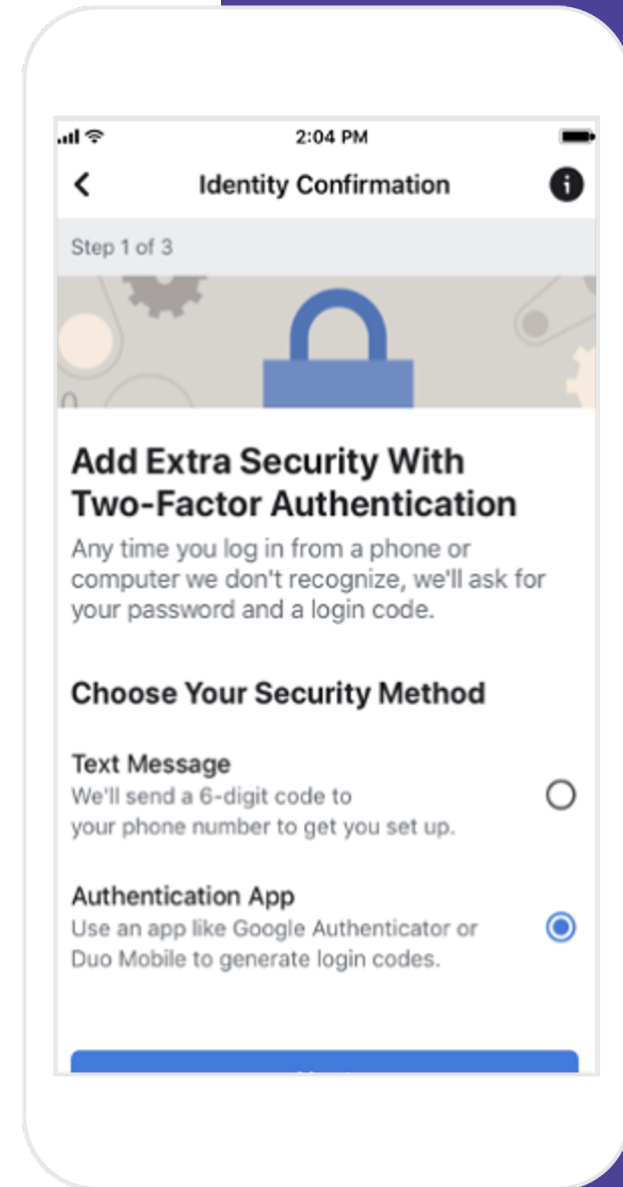 2:04 PM
Identity Confirmation
Step 1 of 3
Add Extra Security With
Two-Factor Authentication
Any time you log in from a phone or
computer we don't recognize, we'll ask for
your password and a login code.
Choose Your Security Method
Text Message
We'll send a 6-digit code to
your phone number to get you set up.
Authentication App
Use an app like Google Authenticator or
Duo Mobile to generate login codes.